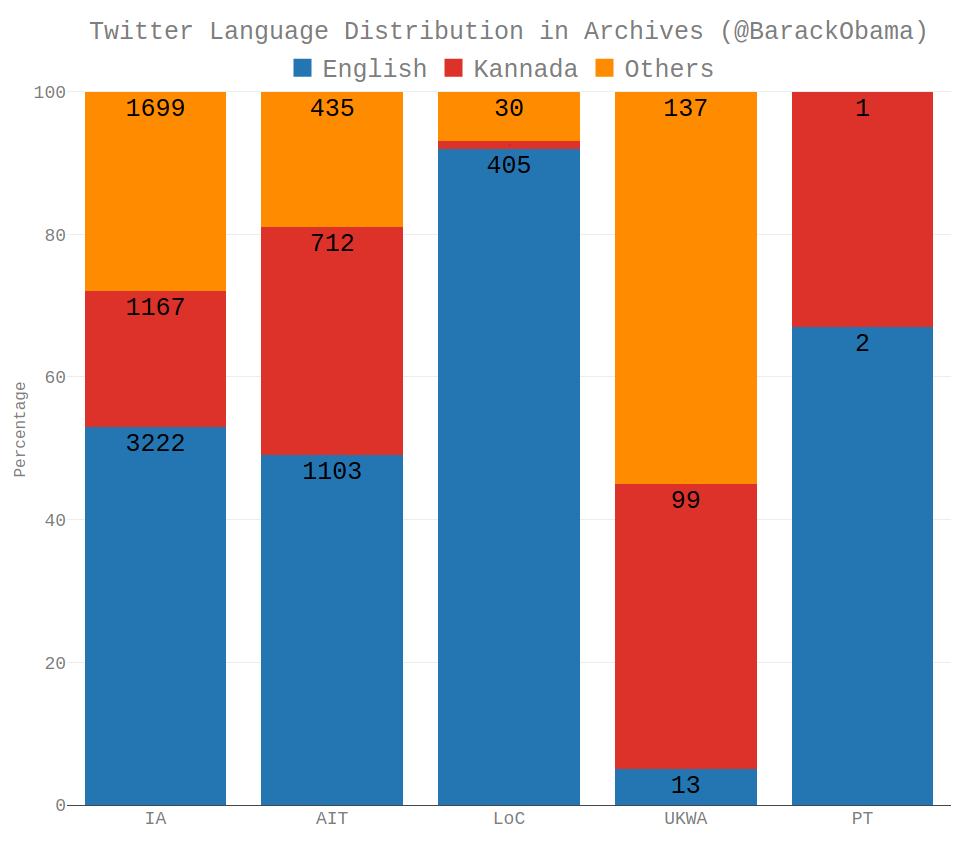 Twitter Language Distribution in Archives (@BarackObama)
English Kannada Others
100
80
60
40
20
0
Percentage
1699 435 30 137 1
405
712
1167
2
3222
1103
99
13
IA AIT LoC UKWA PT